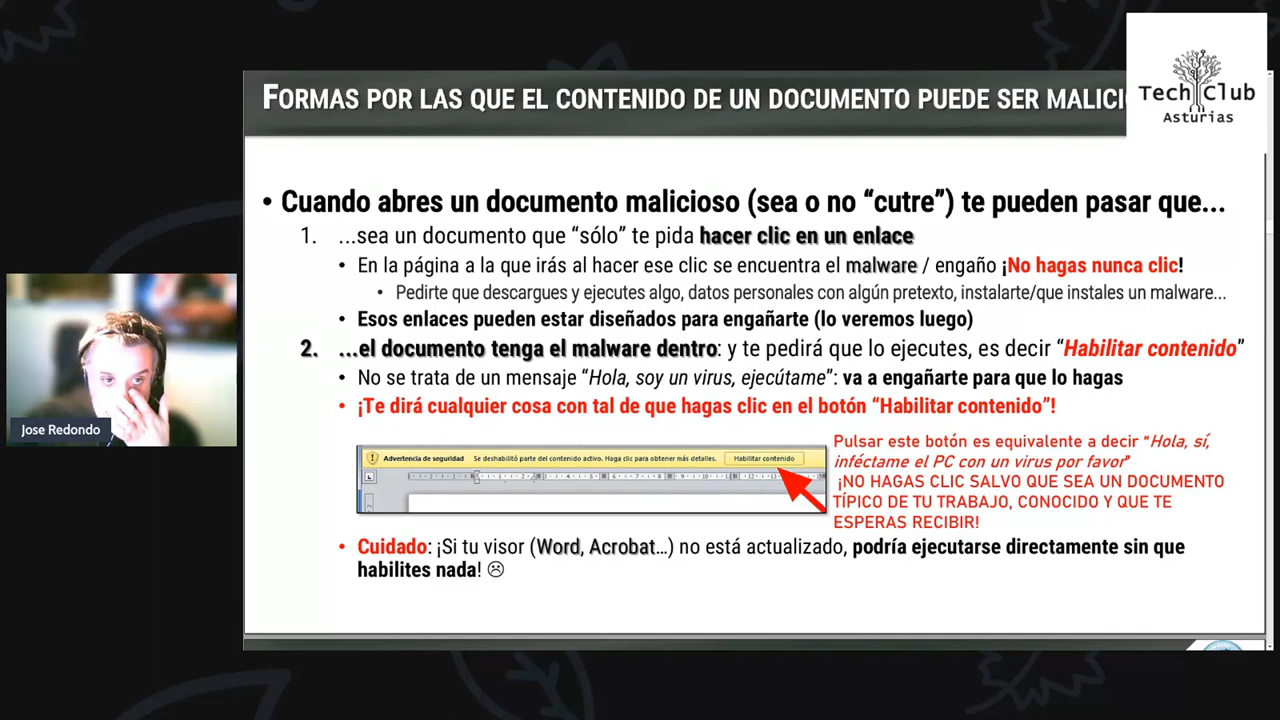 FORMAS POR LAS QUE EL CONTENIDO DE UN DOCUMENTO PUEDE SER
Tech Club
Asturias
• Cuando abres un documento malicioso (sea o no “cutre”) te pueden pasar que...
1. ...sea un documento que “sólo” te pida hacer clic en un enlace
• En la página a la que irás al hacer ese clic se encuentra el malware / engaño ¡No hagas nunca clic!
• Pedirte que descargues y ejecutes algo, datos personales con algún pretexto, instalarte/que instales un malware...
• Esos enlaces pueden estar diseñados para engañarte (lo veremos luego)
2. ...el documento tenga el malware dentro: y te pedirá que lo ejecutes, es decir “Habilitar contenido”
• No se trata de un mensaje “Hola, soy un virus, ejecútame”: va a engañarte para que lo hagas
• ¡Te dirá cualquier cosa con tal de que hagas clic en el botón “Habilitar contenido”!
Advertencia de seguridad Se deshabilitó parte del contenido activo. Haga clic para obtener más detalles. Habilitar contenido
Pulsar este botón es equivalente a decir “Hola, sí,
inféctame el PC con un virus por favor”
¡NO HAGAS CLIC SALVO QUE SEA UN DOCUMENTO
TÍPICO DE TU TRABAJO, CONOCIDO Y QUE TE
ESPERAS RECIBIR!
• Cuidado: ¡Si tu visor (Word, Acrobat...) no está actualizado, podría ejecutarse directamente sin que
habilites nada! ☹
Jose Redondo